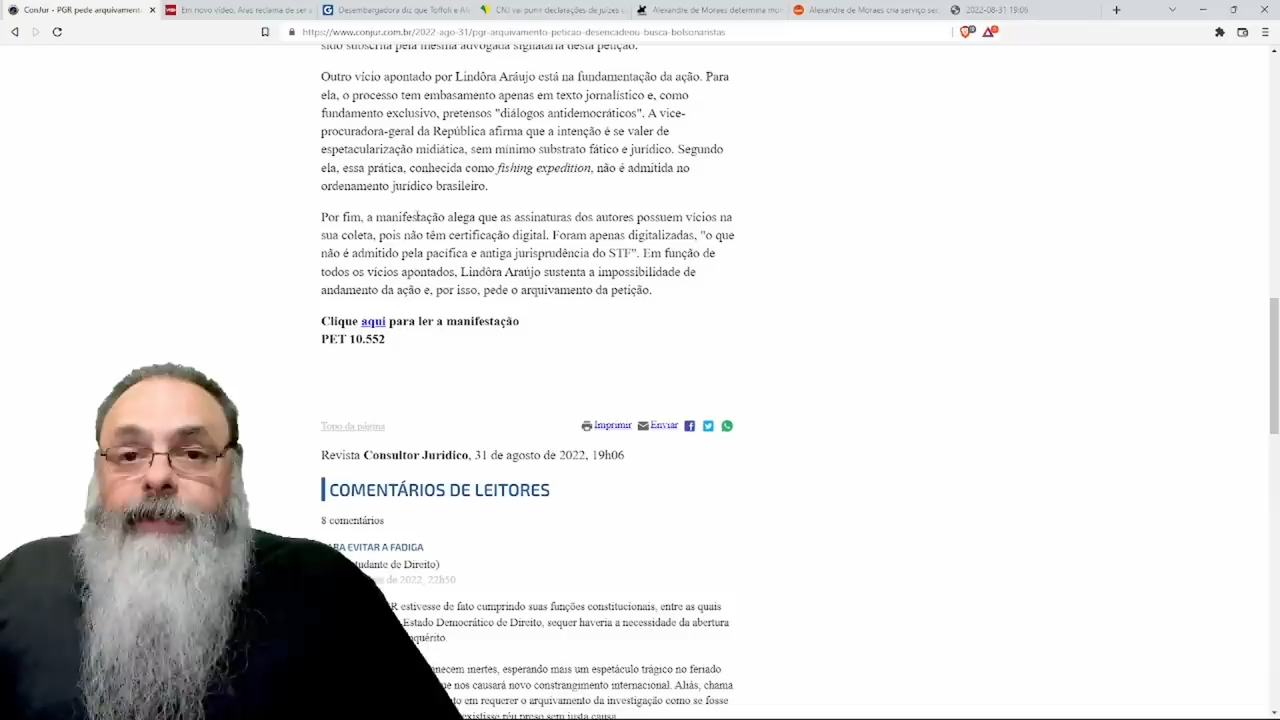 ConJur - PGR pede arquivament
Em novo vídeo, Aras reclama de ser a
Desembargadora diz que Toffoli e Al
CNJ vai punir declarações de juízes c
Alexandre de Moraes determina mo
Alexandre de Moraes cria serviço sec
2022-08-31 19:06
https://www.conjur.com.br/2022-ago-31/pgr-arquivamento-peticao-desencadeou-busca-bolsonaristas
sido subscrita pela mesma advogada signatária desta petição.
Outro vício apontado por Lindôra Araújo está na fundamentação da ação. Para
ela, o processo tem embasamento apenas em texto jornalístico e, como
fundamento exclusivo, pretensos "diálogos antidemocráticos". A vice-
procuradora-geral da República afirma que a intenção é se valer de
espetacularização midiática, sem mínimo substrato fático e jurídico. Segundo
ela, essa prática, conhecida como fishing expedition, não é admitida no
ordenamento jurídico brasileiro.
Por fim, a manifestação alega que as assinaturas dos autores possuem vícios na
sua coleta, pois não têm certificação digital. Foram apenas digitalizadas, "o que
não é admitido pela pacífica e antiga jurisprudência do STF". Em função de
todos os vícios apontados, Lindôra Araújo sustenta a impossibilidade de
andamento da ação e, por isso, pede o arquivamento da petição.
Clique aqui para ler a manifestação
PET 10.552
Topo da página
Imprimir Enviar
Revista Consultor Jurídico, 31 de agosto de 2022, 19h06
COMENTÁRIOS DE LEITORES
8 comentários
ARA EVITAR A FADIGA
tudante de Direito)
de 2022, 22h50
R estivesse de fato cumprindo suas funções constitucionais, entre as quais
Estado Democrático de Direito, sequer haveria a necessidade da abertura
quérito.
necem inertes, esperando mais um espetáculo trágico no feriado
ue nos causará novo constrangimento internacional. Aliás, chama
to em requerer o arquivamento da investigação como se fosse
existisse réu preso sem justa causa